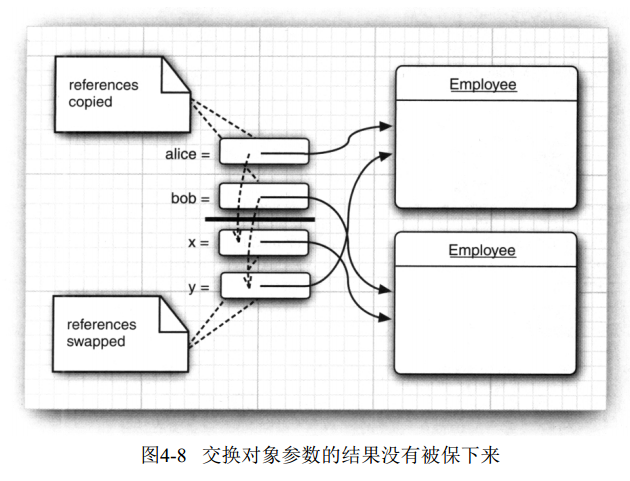 references
copied
Employee
alice =
bob =
x =
Employee
y =
references
swapped
图4-8 交换对象参数的结果没有被保下来